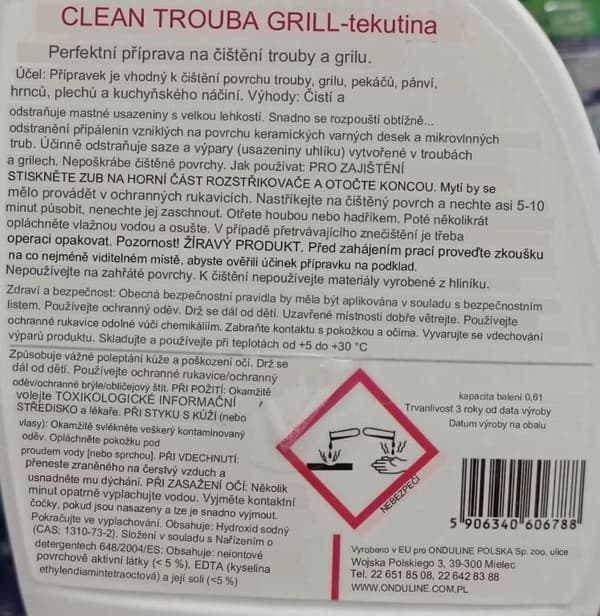 CLEAN TROUBA GRILL-tekutina
Perfektní příprava na čištění trouby a grilu.
Účel: Přípravek je vhodný k čištění povrchu trouby, grilu, pekáčů, pánví,
hrnců, plechů a kuchyňského náčiní. Výhody: Čistí a
odstraňuje mastné usazeniny s velkou lehkostí. Snadno se rozpouští obtížně...
odstranění připálenin vzniklých na povrchu keramických varných desek a mikrovlnných
trub. Účinně odstraňuje saze a výpary (usazeniny uhlíku) vytvořené v troubách
a grilech. Nepoškrábe čištěné povrchy. Jak používat: PRO ZAJIŠTĚNÍ
STISKNĚTE ZUB NA HORNÍ ČÁST ROZSTŘIKOVAČE A OTOČTE KONCOU. Mytí by se
mělo provádět v ochranných rukavicích. Nastříkejte na čištěný povrch a nechte asi 5-10
minut působit, nenechte jej zaschnout. Otřete houbou nebo hadříkem. Poté několikrát
opláchněte vlažnou vodou a osušte. V případě přetrvávajícího znečištění je třeba
operaci opakovat. Pozornost! ŽÍRAVÝ PRODUKT. Před zahájením prací proveďte zkoušku
na co nejméně viditelném místě, abyste ověřili účinek přípravku na podklad.
Nepoužívejte na zahřáté povrchy. K čištění nepoužívejte materiály vyrobené z hliníku.
Zdraví a bezpečnost: Obecná bezpečnostní pravidla by měla být aplikována v souladu s bezpečnostním
listem. Používejte ochranný oděv. Drž se dál od dětí. Uzavřené místnosti dobře větrejte. Používejte
ochranné rukavice odolné vůči chemikáliím. Zabraňte kontaktu s pokožkou a očima. Vyvarujte se vdechování
výparů produktu. Skladujte a používejte při teplotách od +5 do +30 °C
Způsobuje vážné poleptání kůže a poškození očí. Drž se
dál od dětí. Používejte ochranné rukavice/ochranný
oděv/ochranné brýle/obličejový štít. PŘI POŽITÍ: Okamžitě
volejte TOXIKOLOGICKÉ INFORMAČNÍ
STŘEDISKO a lékaře. PŘI STYKU S KŮŽÍ (nebo
vlasy): Okamžitě svlékněte veškerý kontaminovaný
oděv. Opláchněte pokožku pod
proudem vody [nebo sprchou]. PŘI VDECHNUTÍ:
přeneste zraněného na čerstvý vzduch a
usnadněte mu dýchání. PŘI ZASAŽENÍ OČÍ: Několik
minut opatrně vyplachujte vodou. Vyjměte kontaktní
čočky, pokud jsou nasazeny a lze je snadno vyjmout.
Pokračujte ve vyplachování. Obsahuje: Hydroxid sodný
(CAS: 1310-73-2). Složení v souladu s Nařízením o
detergentech 648/2004/ES: Obsahuje: neiontové
povrchově aktivní látky (< 5 %), EDTA (kyselina
ethylendiamintetraoctová) a její soli (<5 %)
NEBEZPEČÍ
kapacita balení 0,6l
Trvanlivost 3 roky od data výroby
Datum výroby na obalu
5 906340 606788
Vyrobeno v EU pro ONDULINE POLSKA Sp. zoo. ulice
Wojska Polskiego 3, 39-300 Mielec
Tel. 22 651 85 08, 22 642 83 88
WWW.ONDULINE.COM.PL